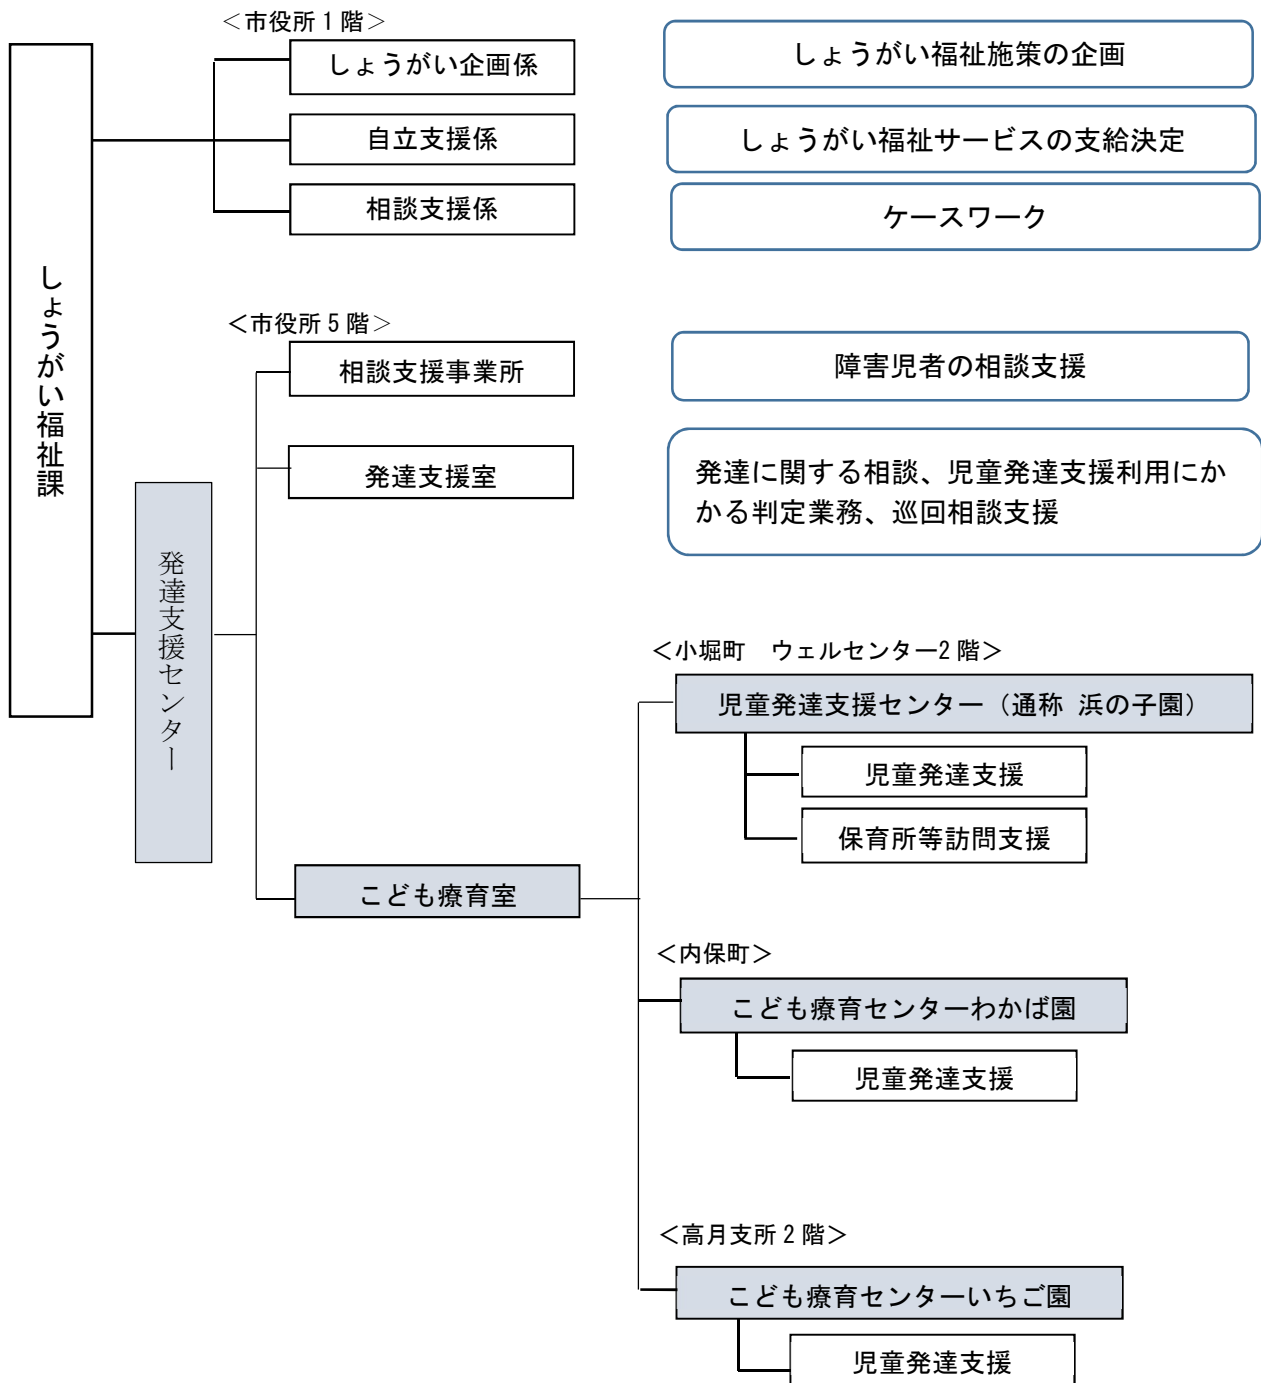 ＜市役所１階＞
しょうがい企画係
しょうがい福祉施策の企画
自立支援係
しょうがい福祉サービスの支給決定
相談支援係
ケースワーク
しょうがい福祉課
＜市役所５階＞
相談支援事業所
障害児者の相談支援
発達支援室
発達に関する相談、児童発達支援利用にか
かる判定業務、巡回相談支援
発達支援センター
＜小堀町　ウェルセンター2 階＞
児童発達支援センター（通称 浜の子園）
児童発達支援
保育所等訪問支援
こども療育室
＜内保町＞
こども療育センターわかば園
児童発達支援
＜高月支所２階＞
こども療育センターいちご園
児童発達支援